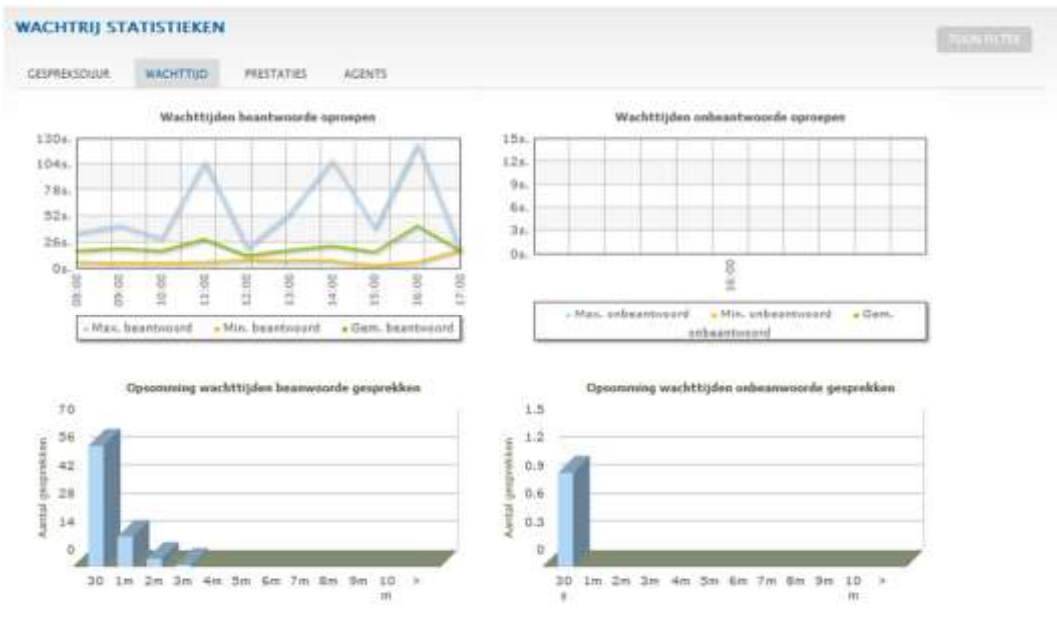 WACHTRIJ STATISTIEKEN
TOON FILTER
GESPREKSDUUR WACHTTIJD PRESTATIES AGENTS
Wachttijden beantwoorde oproepen
130s.
104s.
78s.
52s.
26s.
0s.
08:00 09:00 10:00 11:00 12:00 13:00 14:00 15:00 16:00 17:00
Max. beantwoord Min. beantwoord Gem. beantwoord
Wachttijden onbeantwoorde oproepen
15s.
12s.
9s.
6s.
3s.
0s.
16:00
Max. onbeantwoord Min. onbeantwoord Gem.
onbeantwoord
Opsomming wachttijden beanwoorde gesprekken
Aantal gesprekken
70
56
42
28
14
0
30 1m 2m 3m 4m 5m 6m 7m 8m 9m 10 >
m
Opsomming wachttijden onbeanwoorde gesprekken
Aantal gesprekken
1.5
1.2
0.9
0.6
0.3
0
30 1m 2m 3m 4m 5m 6m 7m 8m 9m 10 >
s m